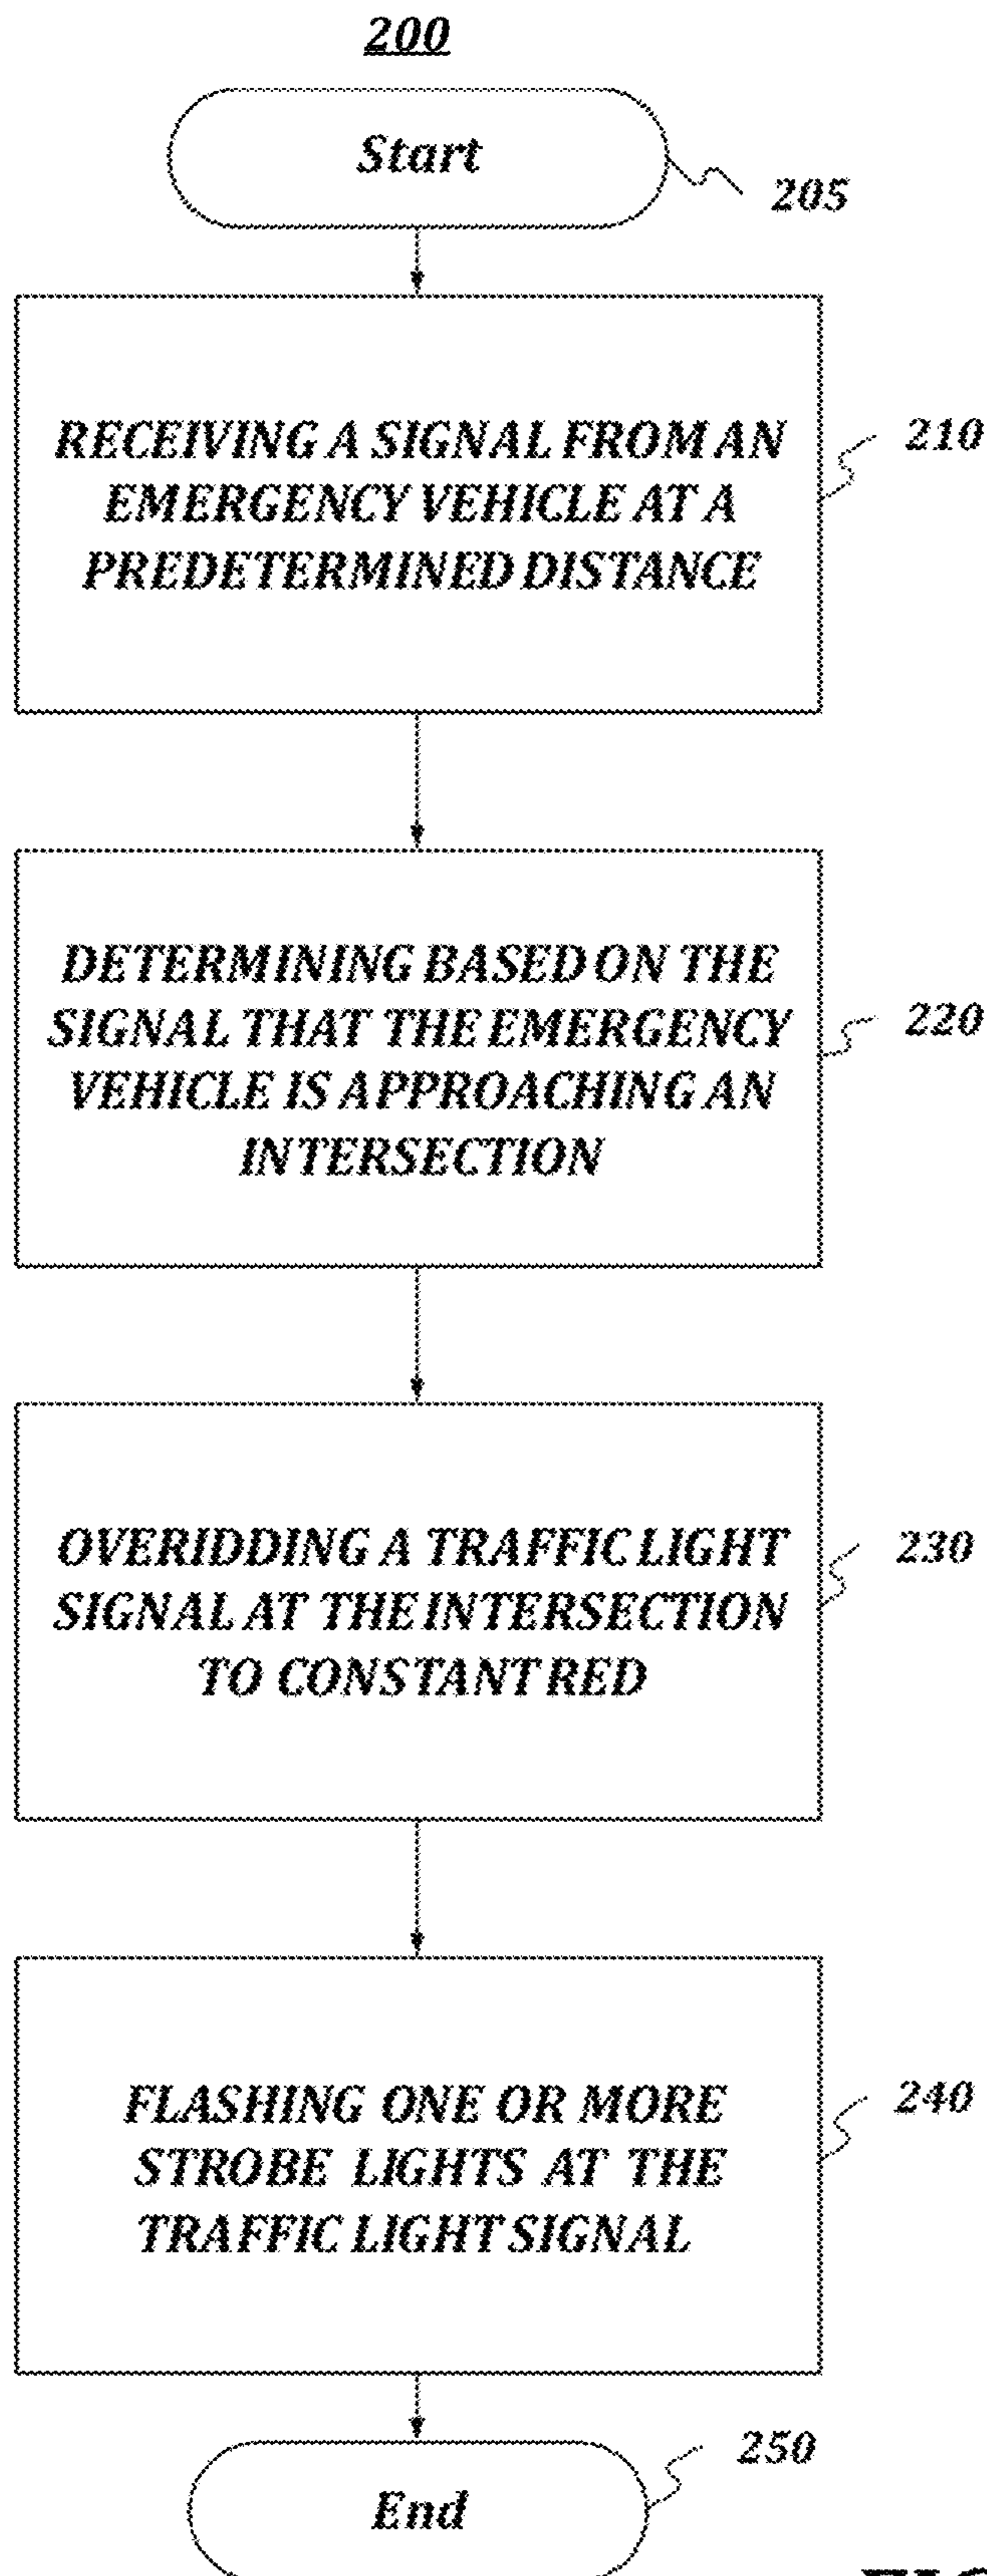 200
Start
205
RECEIVING A SIGNAL FROM AN
EMERGENCY VEHICLE AT A
PREDETERMINED DISTANCE
210
DETERMINING BASED ON THE
SIGNAL THAT THE EMERGENCY
VEHICLE IS APPROACHING AN
INTERSECTION
220
OVERIDDING A TRAFFIC LIGHT
SIGNAL AT THE INTERSECTION
TO CONSTANT RED
230
FLASHING ONE OR MORE
STROBE LIGHTS AT THE
TRAFFIC LIGHT SIGNAL
240
End
250